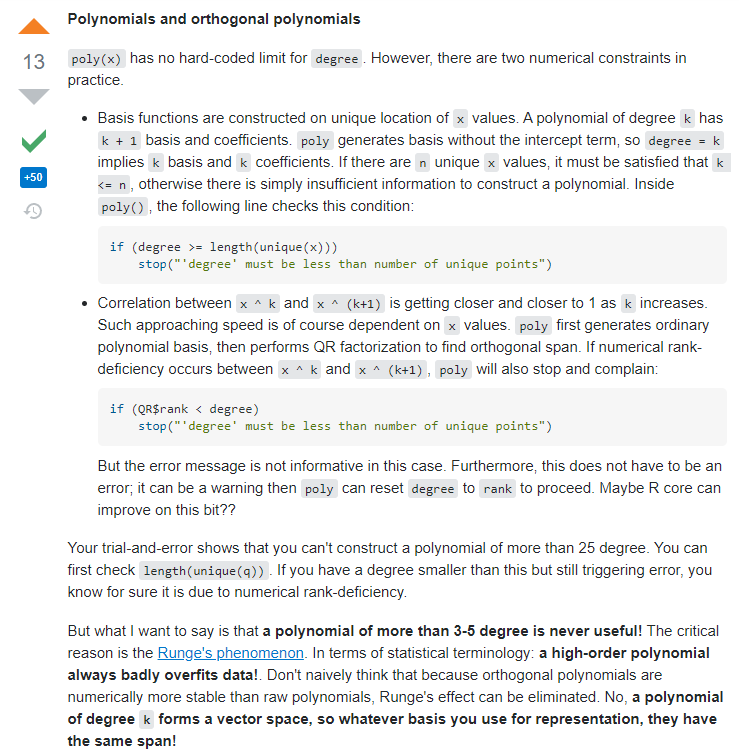 Polynomials and orthogonal polynomials
13
poly(x) has no hard-coded limit for degree. However, there are two numerical constraints in
practice.
• Basis functions are constructed on unique location of x values. A polynomial of degree k has
k + 1 basis and coefficients. poly generates basis without the intercept term, so degree = k
implies k basis and k coefficients. If there are n unique x values, it must be satisfied that k
<= n, otherwise there is simply insufficient information to construct a polynomial. Inside
+50
poly(), the following line checks this condition:
if (degree >= length(unique(x)))
stop("'degree' must be less than number of unique points")
• Correlation between x ^ k and x ^ (k+1) is getting closer and closer to 1 as k increases.
Such approaching speed is of course dependent on x values. poly first generates ordinary
polynomial basis, then performs QR factorization to find orthogonal span. If numerical rank-
deficiency occurs between x ^ k and x ^ (k+1), poly will also stop and complain:
if (QR$rank < degree)
stop("'degree' must be less than number of unique points")
But the error message is not informative in this case. Furthermore, this does not have to be an
error; it can be a warning then poly can reset degree to rank to proceed. Maybe R core can
improve on this bit??
Your trial-and-error shows that you can't construct a polynomial of more than 25 degree. You can
first check length(unique(q)). If you have a degree smaller than this but still triggering error, you
know for sure it is due to numerical rank-deficiency.
But what I want to say is that a polynomial of more than 3-5 degree is never useful! The critical
reason is the Runge's phenomenon. In terms of statistical terminology: a high-order polynomial
always badly overfits data!. Don't naively think that because orthogonal polynomials are
numerically more stable than raw polynomials, Runge's effect can be eliminated. No, a polynomial
of degree k forms a vector space, so whatever basis you use for representation, they have
the same span!